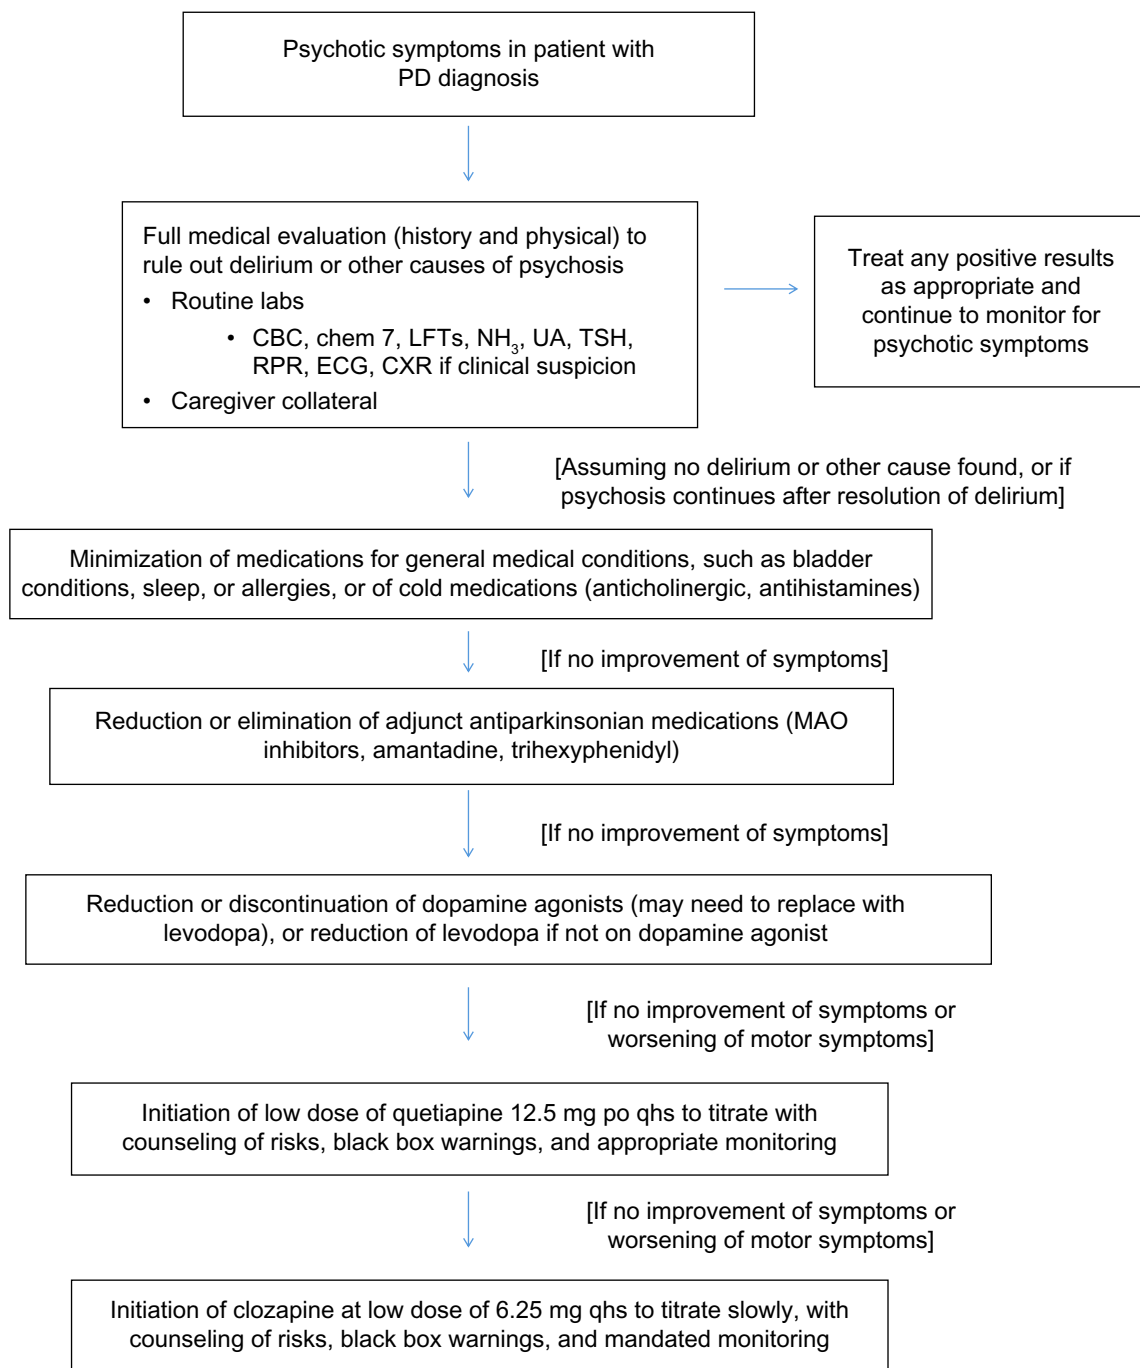 Psychotic symptoms in patient with
PD diagnosis
Full medical evaluation (history and physical) to
rule out delirium or other causes of psychosis
• Routine labs
• CBC, chem 7, LFTs, NH₃, UA, TSH,
RPR, ECG, CXR if clinical suspicion
• Caregiver collateral
Treat any positive results
as appropriate and
continue to monitor for
psychotic symptoms
[Assuming no delirium or other cause found, or if
psychosis continues after resolution of delirium]
Minimization of medications for general medical conditions, such as bladder
conditions, sleep, or allergies, or of cold medications (anticholinergic, antihistamines)
[If no improvement of symptoms]
Reduction or elimination of adjunct antiparkinsonian medications (MAO
inhibitors, amantadine, trihexyphenidyl)
[If no improvement of symptoms]
Reduction or discontinuation of dopamine agonists (may need to replace with
levodopa), or reduction of levodopa if not on dopamine agonist
[If no improvement of symptoms or
worsening of motor symptoms]
Initiation of low dose of quetiapine 12.5 mg po qhs to titrate with
counseling of risks, black box warnings, and appropriate monitoring
[If no improvement of symptoms or
worsening of motor symptoms]
Initiation of clozapine at low dose of 6.25 mg qhs to titrate slowly, with
counseling of risks, black box warnings, and mandated monitoring